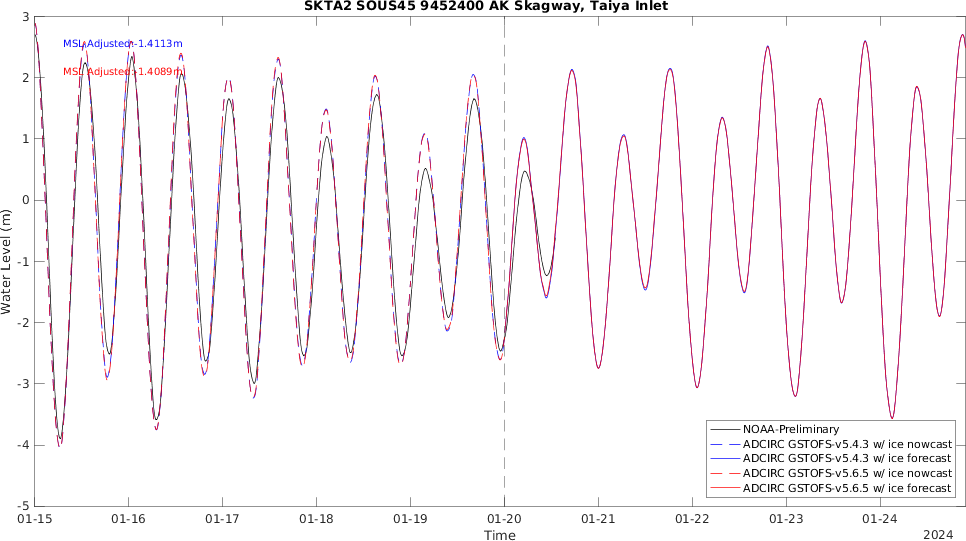 SKTA2 SOUS45 9452400 AK Skagway, Taiya Inlet
3
MSL Adjusted:-1.4113m
MSL Adjusted:-1.4089m
2
1
0
-1
-2
-3
-4
-5
Water Level (m)
NOAA-Preliminary
ADCIRC GSTOFS-v5.4.3 w/ ice nowcast
ADCIRC GSTOFS-v5.4.3 w/ ice forecast
ADCIRC GSTOFS-v5.6.5 w/ ice nowcast
ADCIRC GSTOFS-v5.6.5 w/ ice forecast
01-15 01-16 01-17 01-18 01-19 01-20 01-21 01-22 01-23 01-24
Time
2024